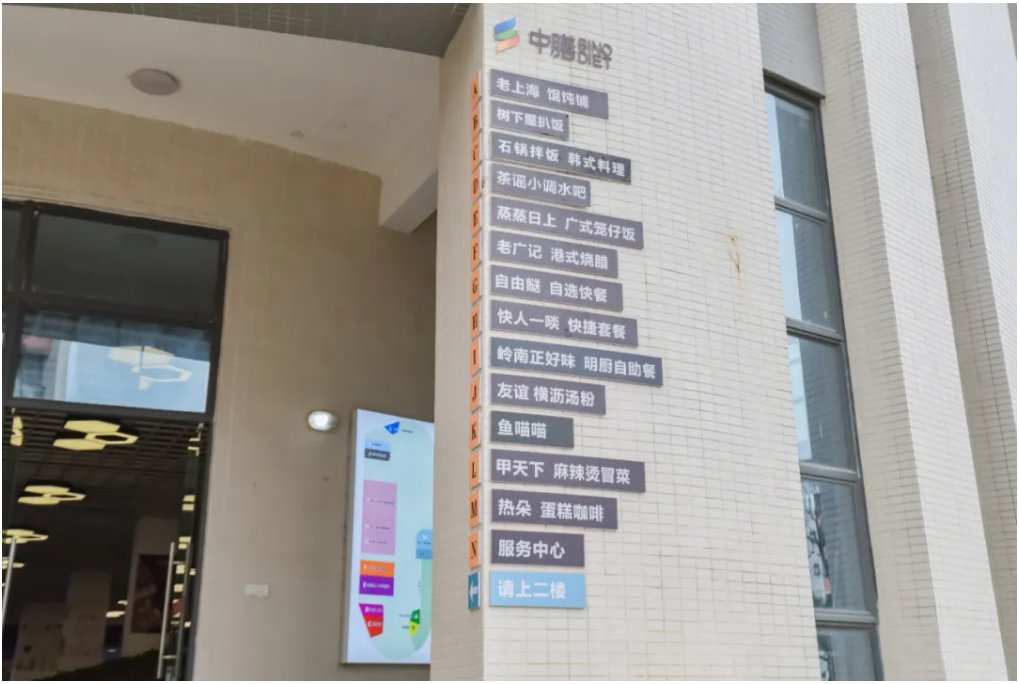 中膳 SINO DIET
A 老上海 馄饨铺
B 树下屋扒饭
C 石锅拌饭 韩式料理
D 茶谣小调水吧
E 蒸蒸日上 广式笼仔饭
F 老广记 港式烧腊
G 自由餸 自选快餐
H 快人一啖 快捷套餐
I 岭南正好味 明厨自助餐
J 友谊 横沥汤粉
K 鱼喵喵
L 甲天下 麻辣烫冒菜
M 热朵 蛋糕咖啡
N 服务中心
请上二楼